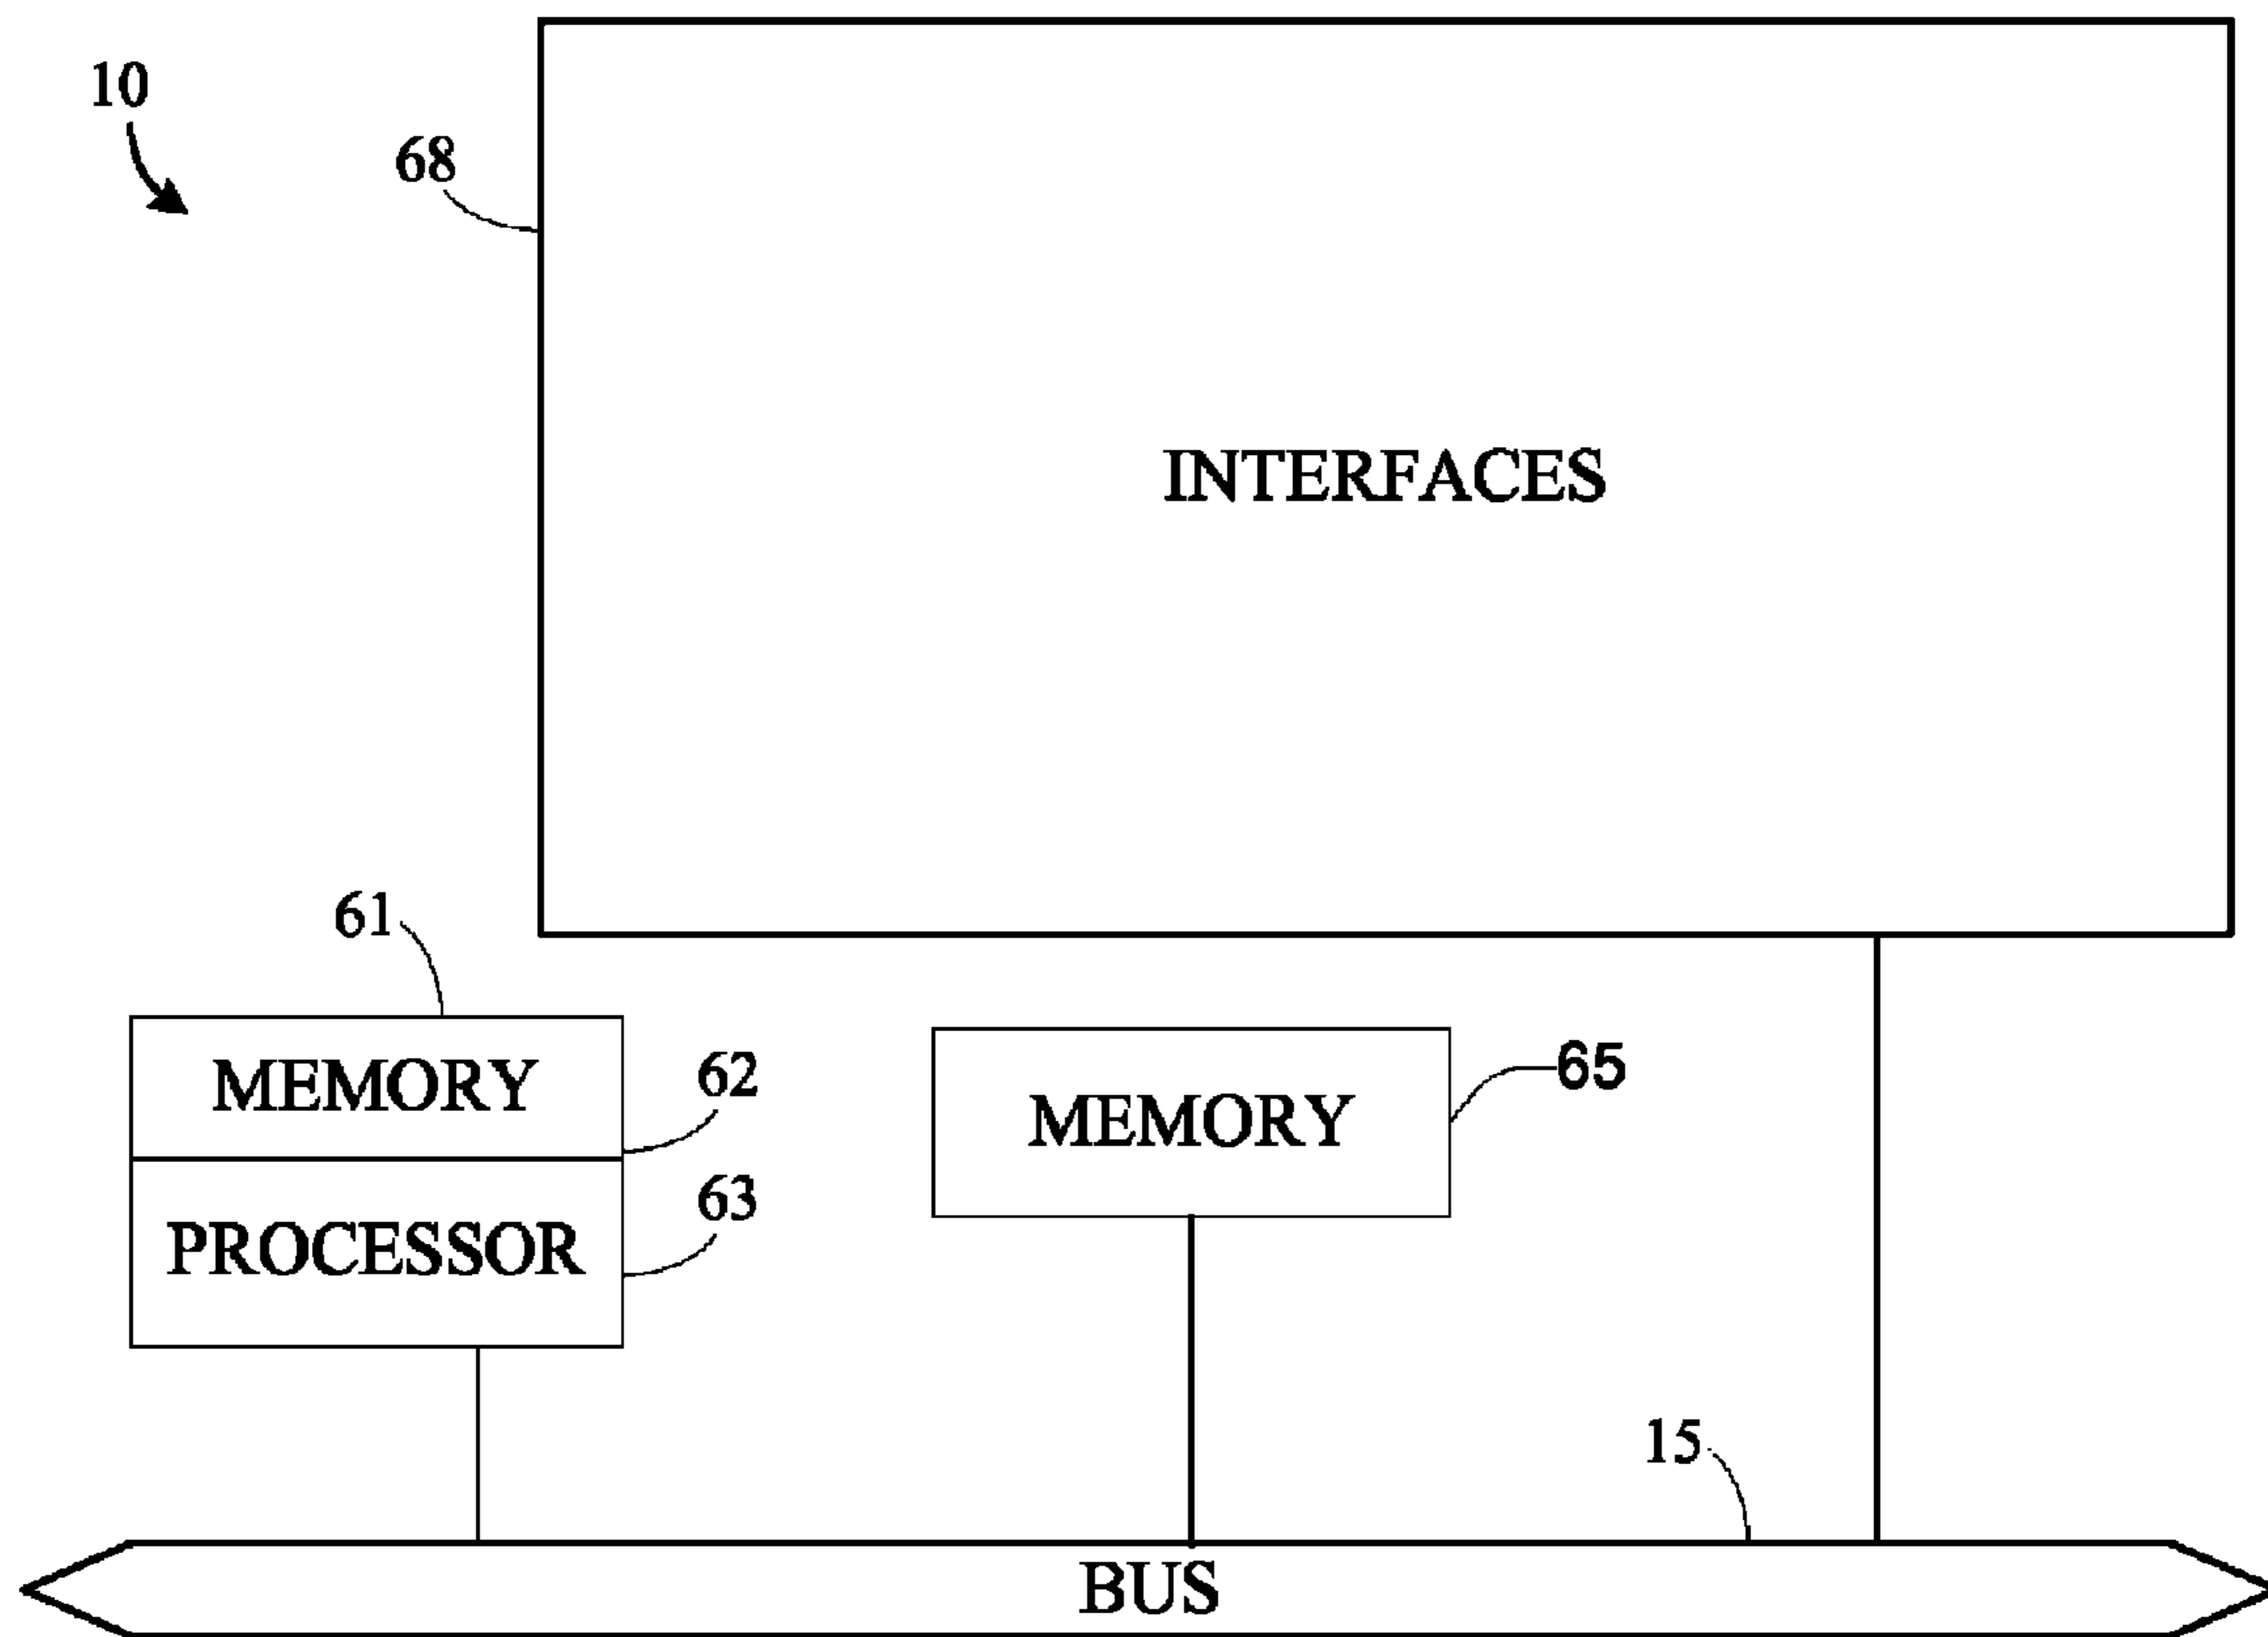 10
68
INTERFACES
61
MEMORY
62
65
MEMORY
63
PROCESSOR
15
BUS